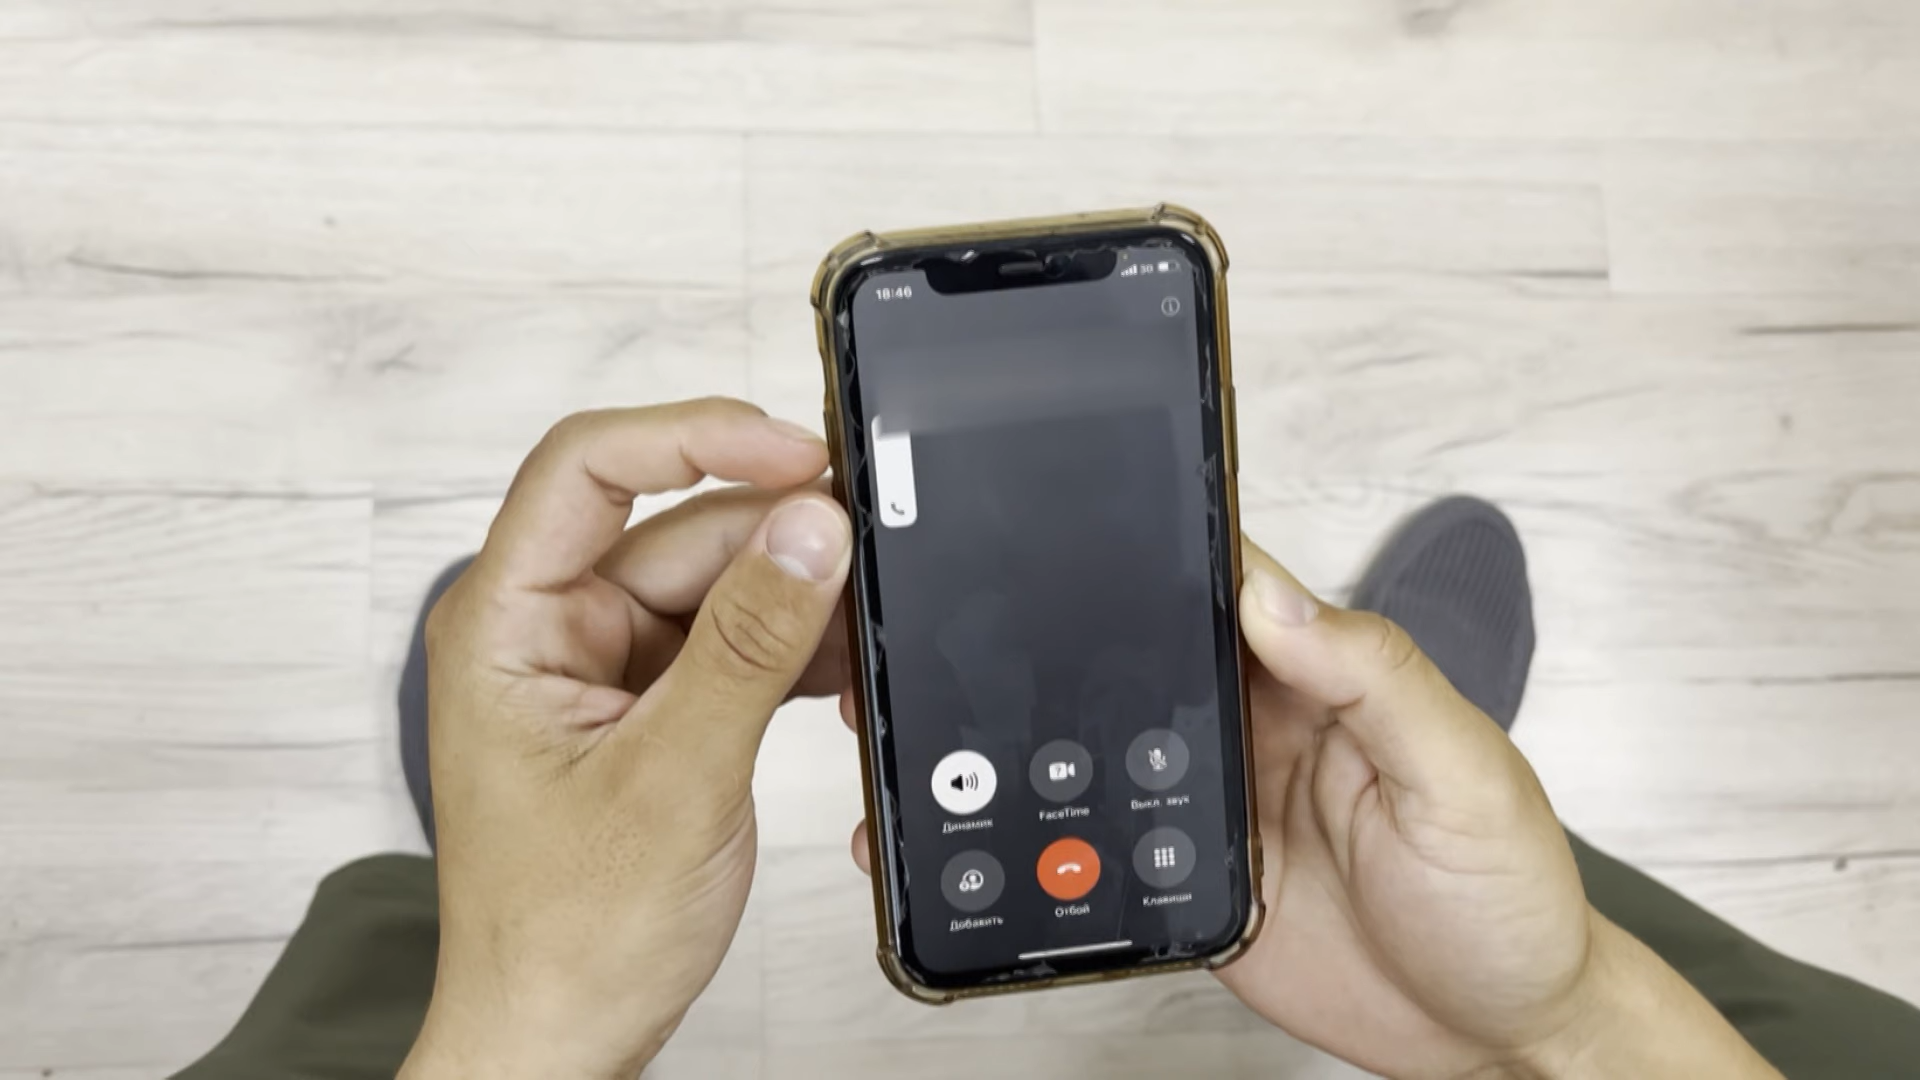 18:46
3G
Динамик
FaceTime
Выкл. звук
Добавить
Отбой
Клавиши